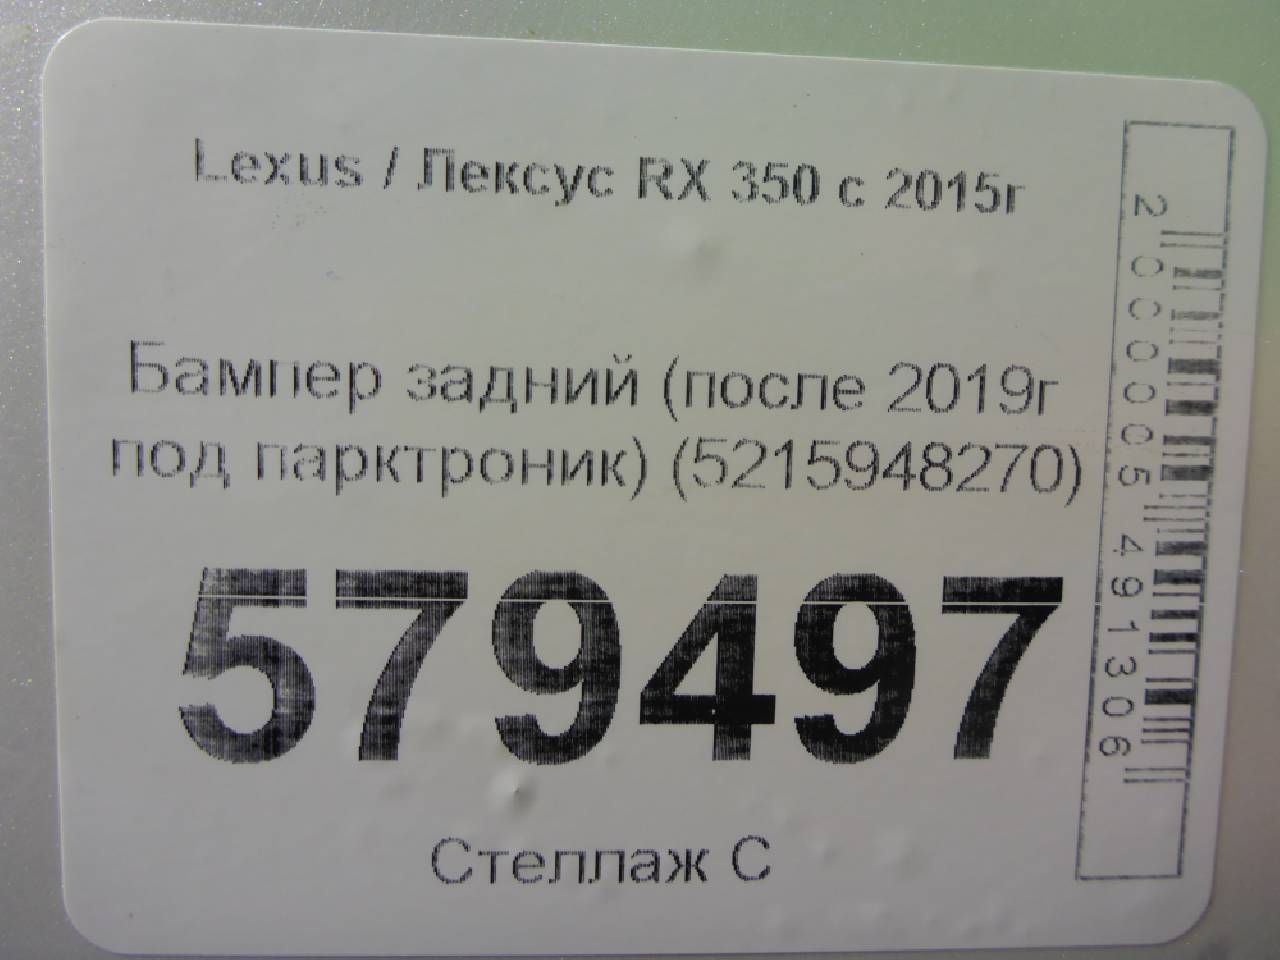 Lexus / Лексус RX 350 с 2015г
Бампер задний (после 2019г
под парктроник) (5215948270)
579497
Стеллаж С
2000005491306